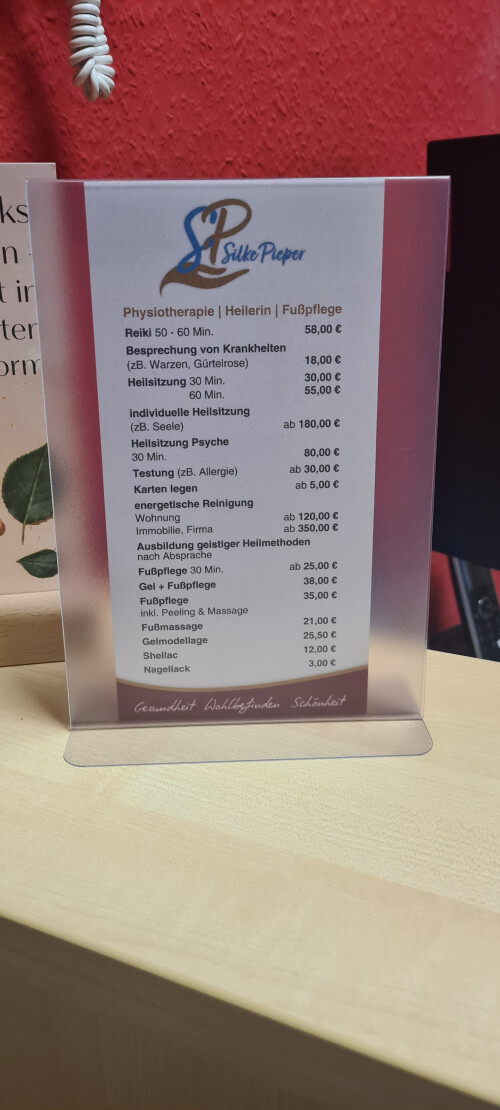 ks
n -
t in
ter
orm
SP
Silke Pieper
Physiotherapie | Heilerin | Fußpflege
Reiki 50 - 60 Min. 58,00 €
Besprechung von Krankheiten
(zB. Warzen, Gürtelrose) 18,00 €
Heilsitzung 30 Min. 30,00 €
60 Min. 55,00 €
individuelle Heilsitzung
(zB. Seele) ab 180,00 €
Heilsitzung Psyche
30 Min. 80,00 €
Testung (zB. Allergie) ab 30,00 €
Karten legen ab 5,00 €
energetische Reinigung
Wohnung ab 120,00 €
Immobilie, Firma ab 350,00 €
Ausbildung geistiger Heilmethoden
nach Absprache
Fußpflege 30 Min. ab 25,00 €
Gel + Fußpflege 38,00 €
Fußpflege 35,00 €
inkl. Peeling & Massage
Fußmassage 21,00 €
Gelmodellage 25,50 €
Shellac 12,00 €
Nagellack 3,00 €
Gesundheit Wohlbefinden Schönheit